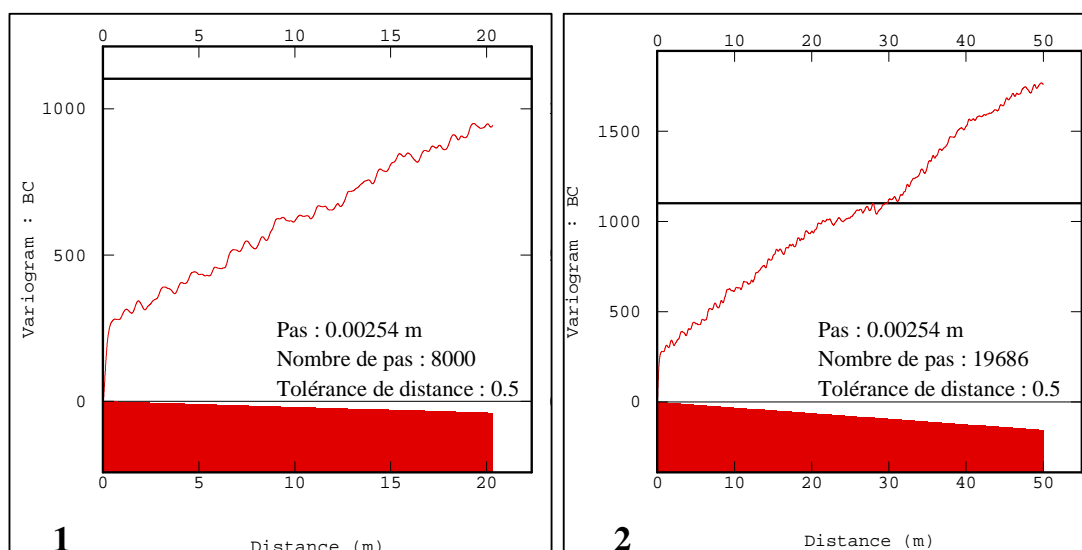 0 5 10 15 20
1000
500
0
Variogram : BC
Pas : 0.00254 m
Nombre de pas : 8000
Tolérance de distance : 0.5
0 5 10 15 20
1
Distance (m)
0 10 20 30 40 50
1500
1000
500
0
Variogram : BC
Pas : 0.00254 m
Nombre de pas : 19686
Tolérance de distance : 0.5
0 10 20 30 40 50
2
Distance (m)